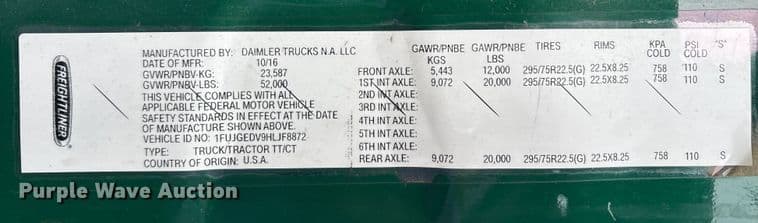 FREIGHTLINER
MANUFACTURED BY: DAIMLER TRUCKS N.A. LLC
DATE OF MFR: 10/16
GVWR/PNBV-KG: 23,587
GVWR/PNBV-LBS: 52,000
THIS VEHICLE COMPLIES WITH ALL
APPLICABLE FEDERAL MOTOR VEHICLE
SAFETY STANDARDS IN EFFECT AT THE DATE
OF MANUFACTURE SHOWN ABOVE.
VEHICLE ID NO: 1FUJGEDV9HLJF8872
TYPE: TRUCK/TRACTOR TT/CT
COUNTRY OF ORIGIN: U.S.A.
GAWR/PNBE GAWR/PNBE TIRES RIMS KPA PSI "S"
KGS LBS COLD COLD
FRONT AXLE: 5,443 12,000 295/75R22.5(G) 22.5X8.25 758 110 S
1ST INT AXLE: 9,072 20,000 295/75R22.5(G) 22.5X8.25 758 110 S
2ND INT AXLE:
3RD INT AXLE:
4TH INT AXLE:
5TH INT AXLE:
6TH INT AXLE:
REAR AXLE: 9,072 20,000 295/75R22.5(G) 22.5X8.25 758 110 S
Purple Wave Auction